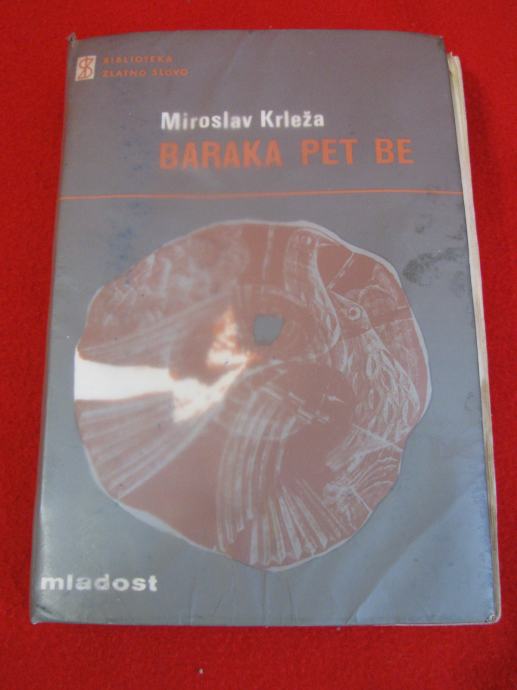 BIBLIOTEKA
ZLATNO SLOVO
Miroslav Krleža
BARAKA PET BE
mladost